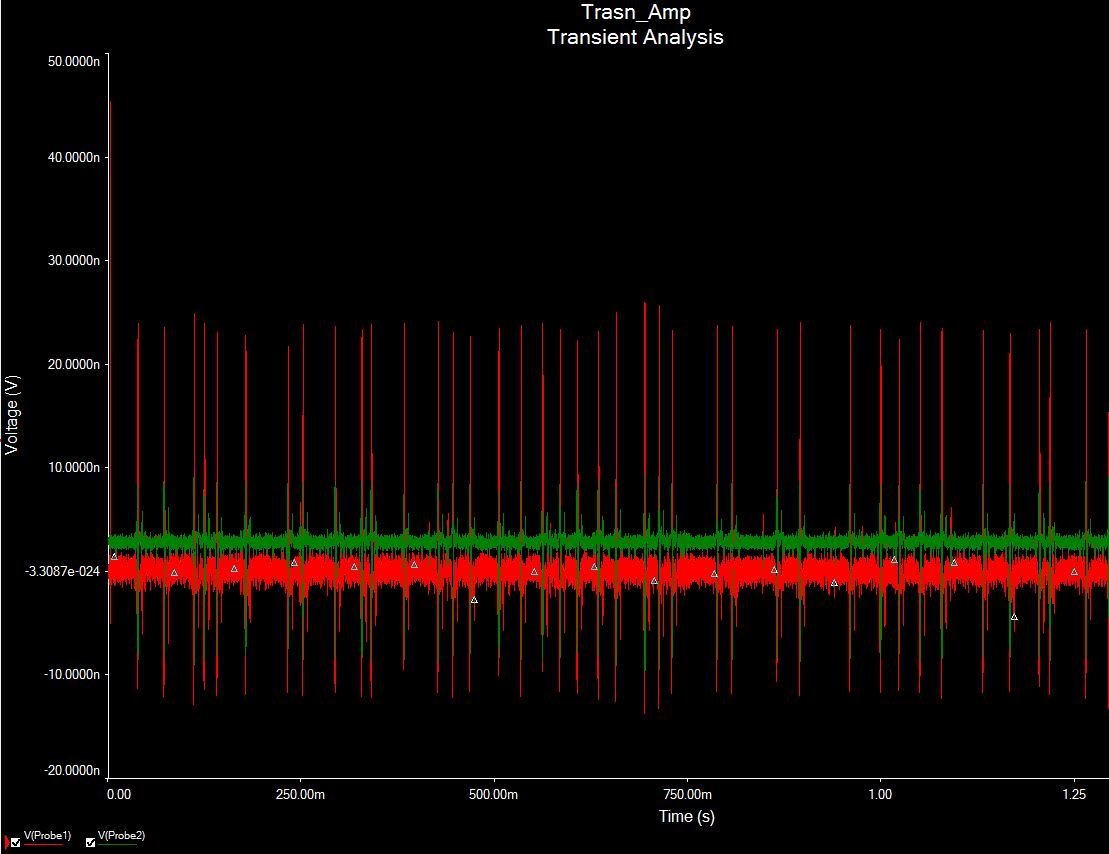 Trasn_Amp
Transient Analysis
50.0000n
40.0000n
30.0000n
20.0000n
10.0000n
-3.3087e-024
-10.0000n
-20.0000n
Voltage (V)
0.00
250.00m
500.00m
750.00m
1.00
1.25
Time (s)
V(Probe1)
V(Probe2)